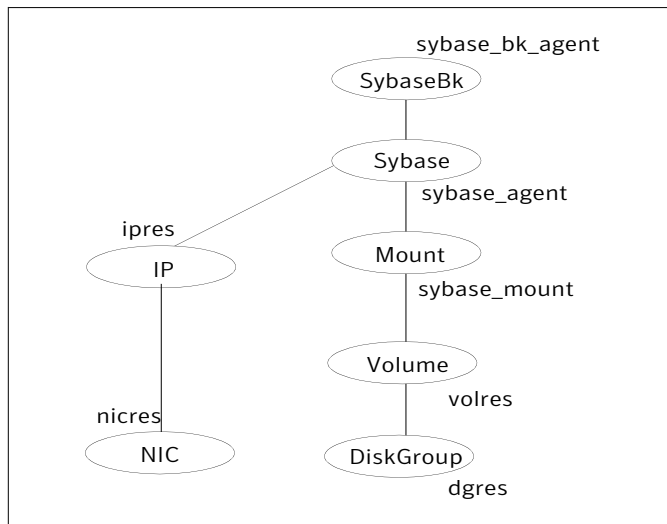 sybase_bk_agent
SybaseBk
Sybase
sybase_agent
ipres
IP
Mount
sybase_mount
Volume
volres
nicres
NIC
DiskGroup
dgres